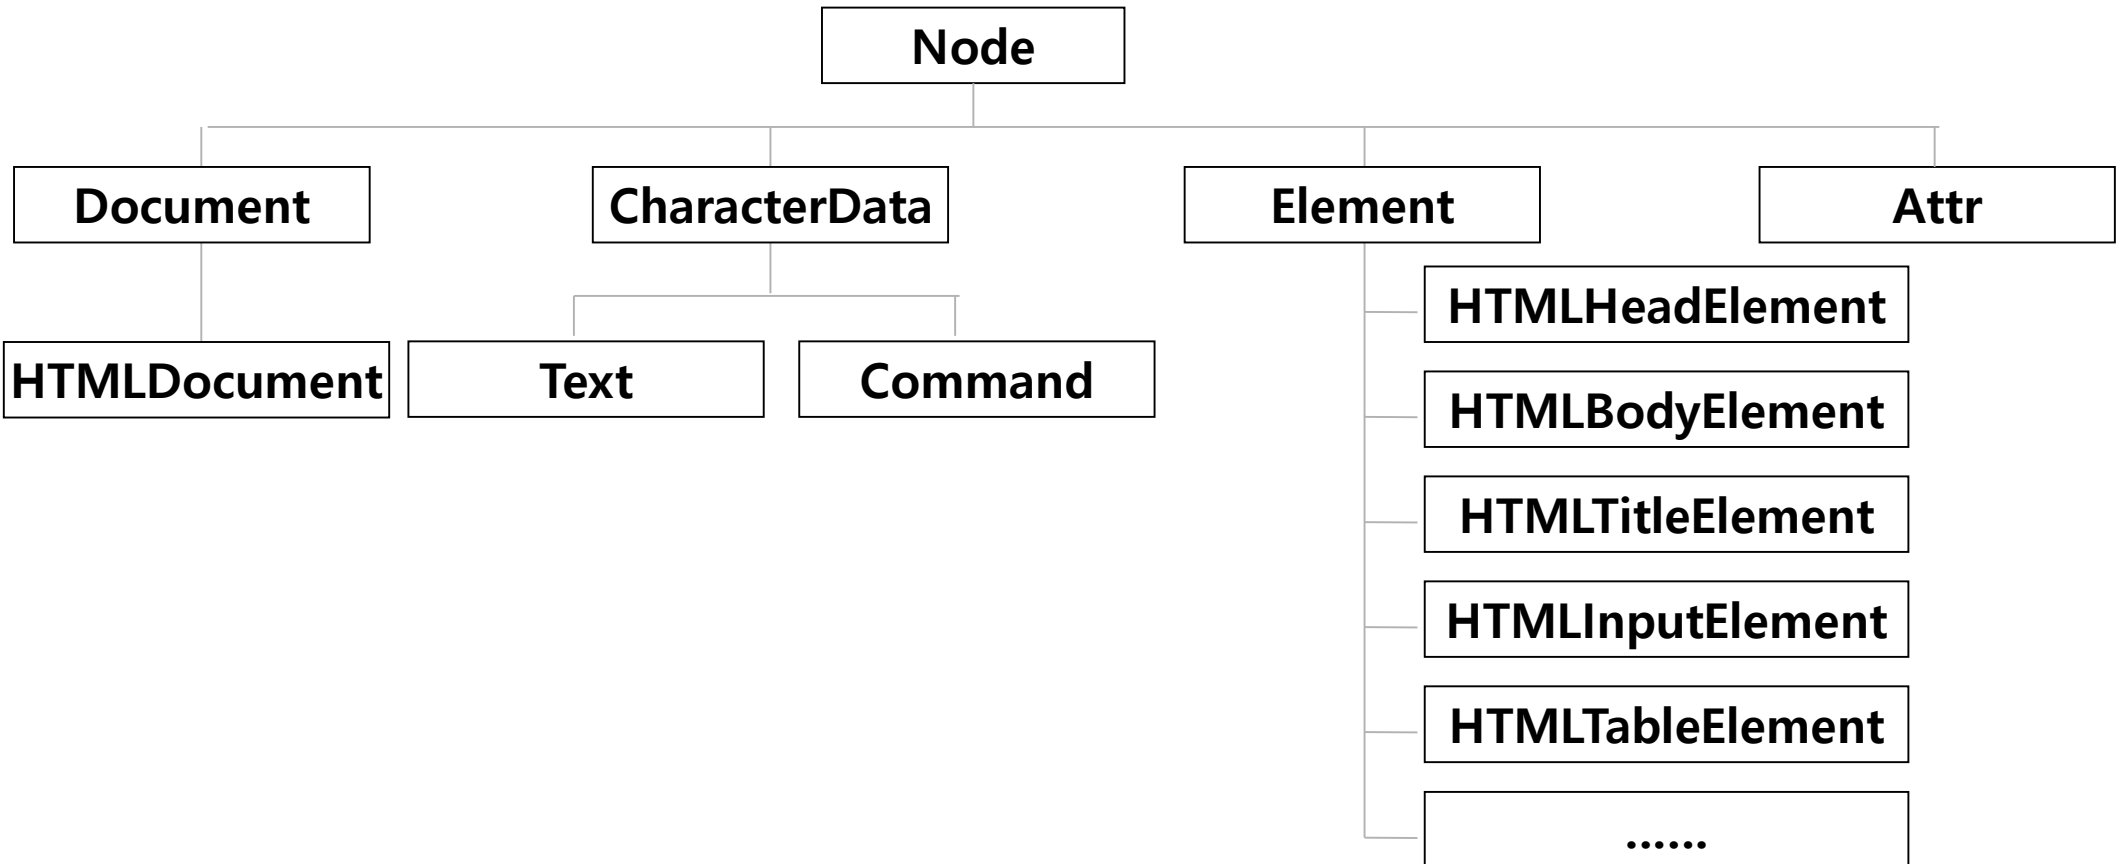 Node
Document
CharacterData
Element
Attr
HTMLHeadElement
HTMLDocument
Text
Command
HTMLBodyElement
HTMLTitleElement
HTMLInputElement
HTMLTableElement
......